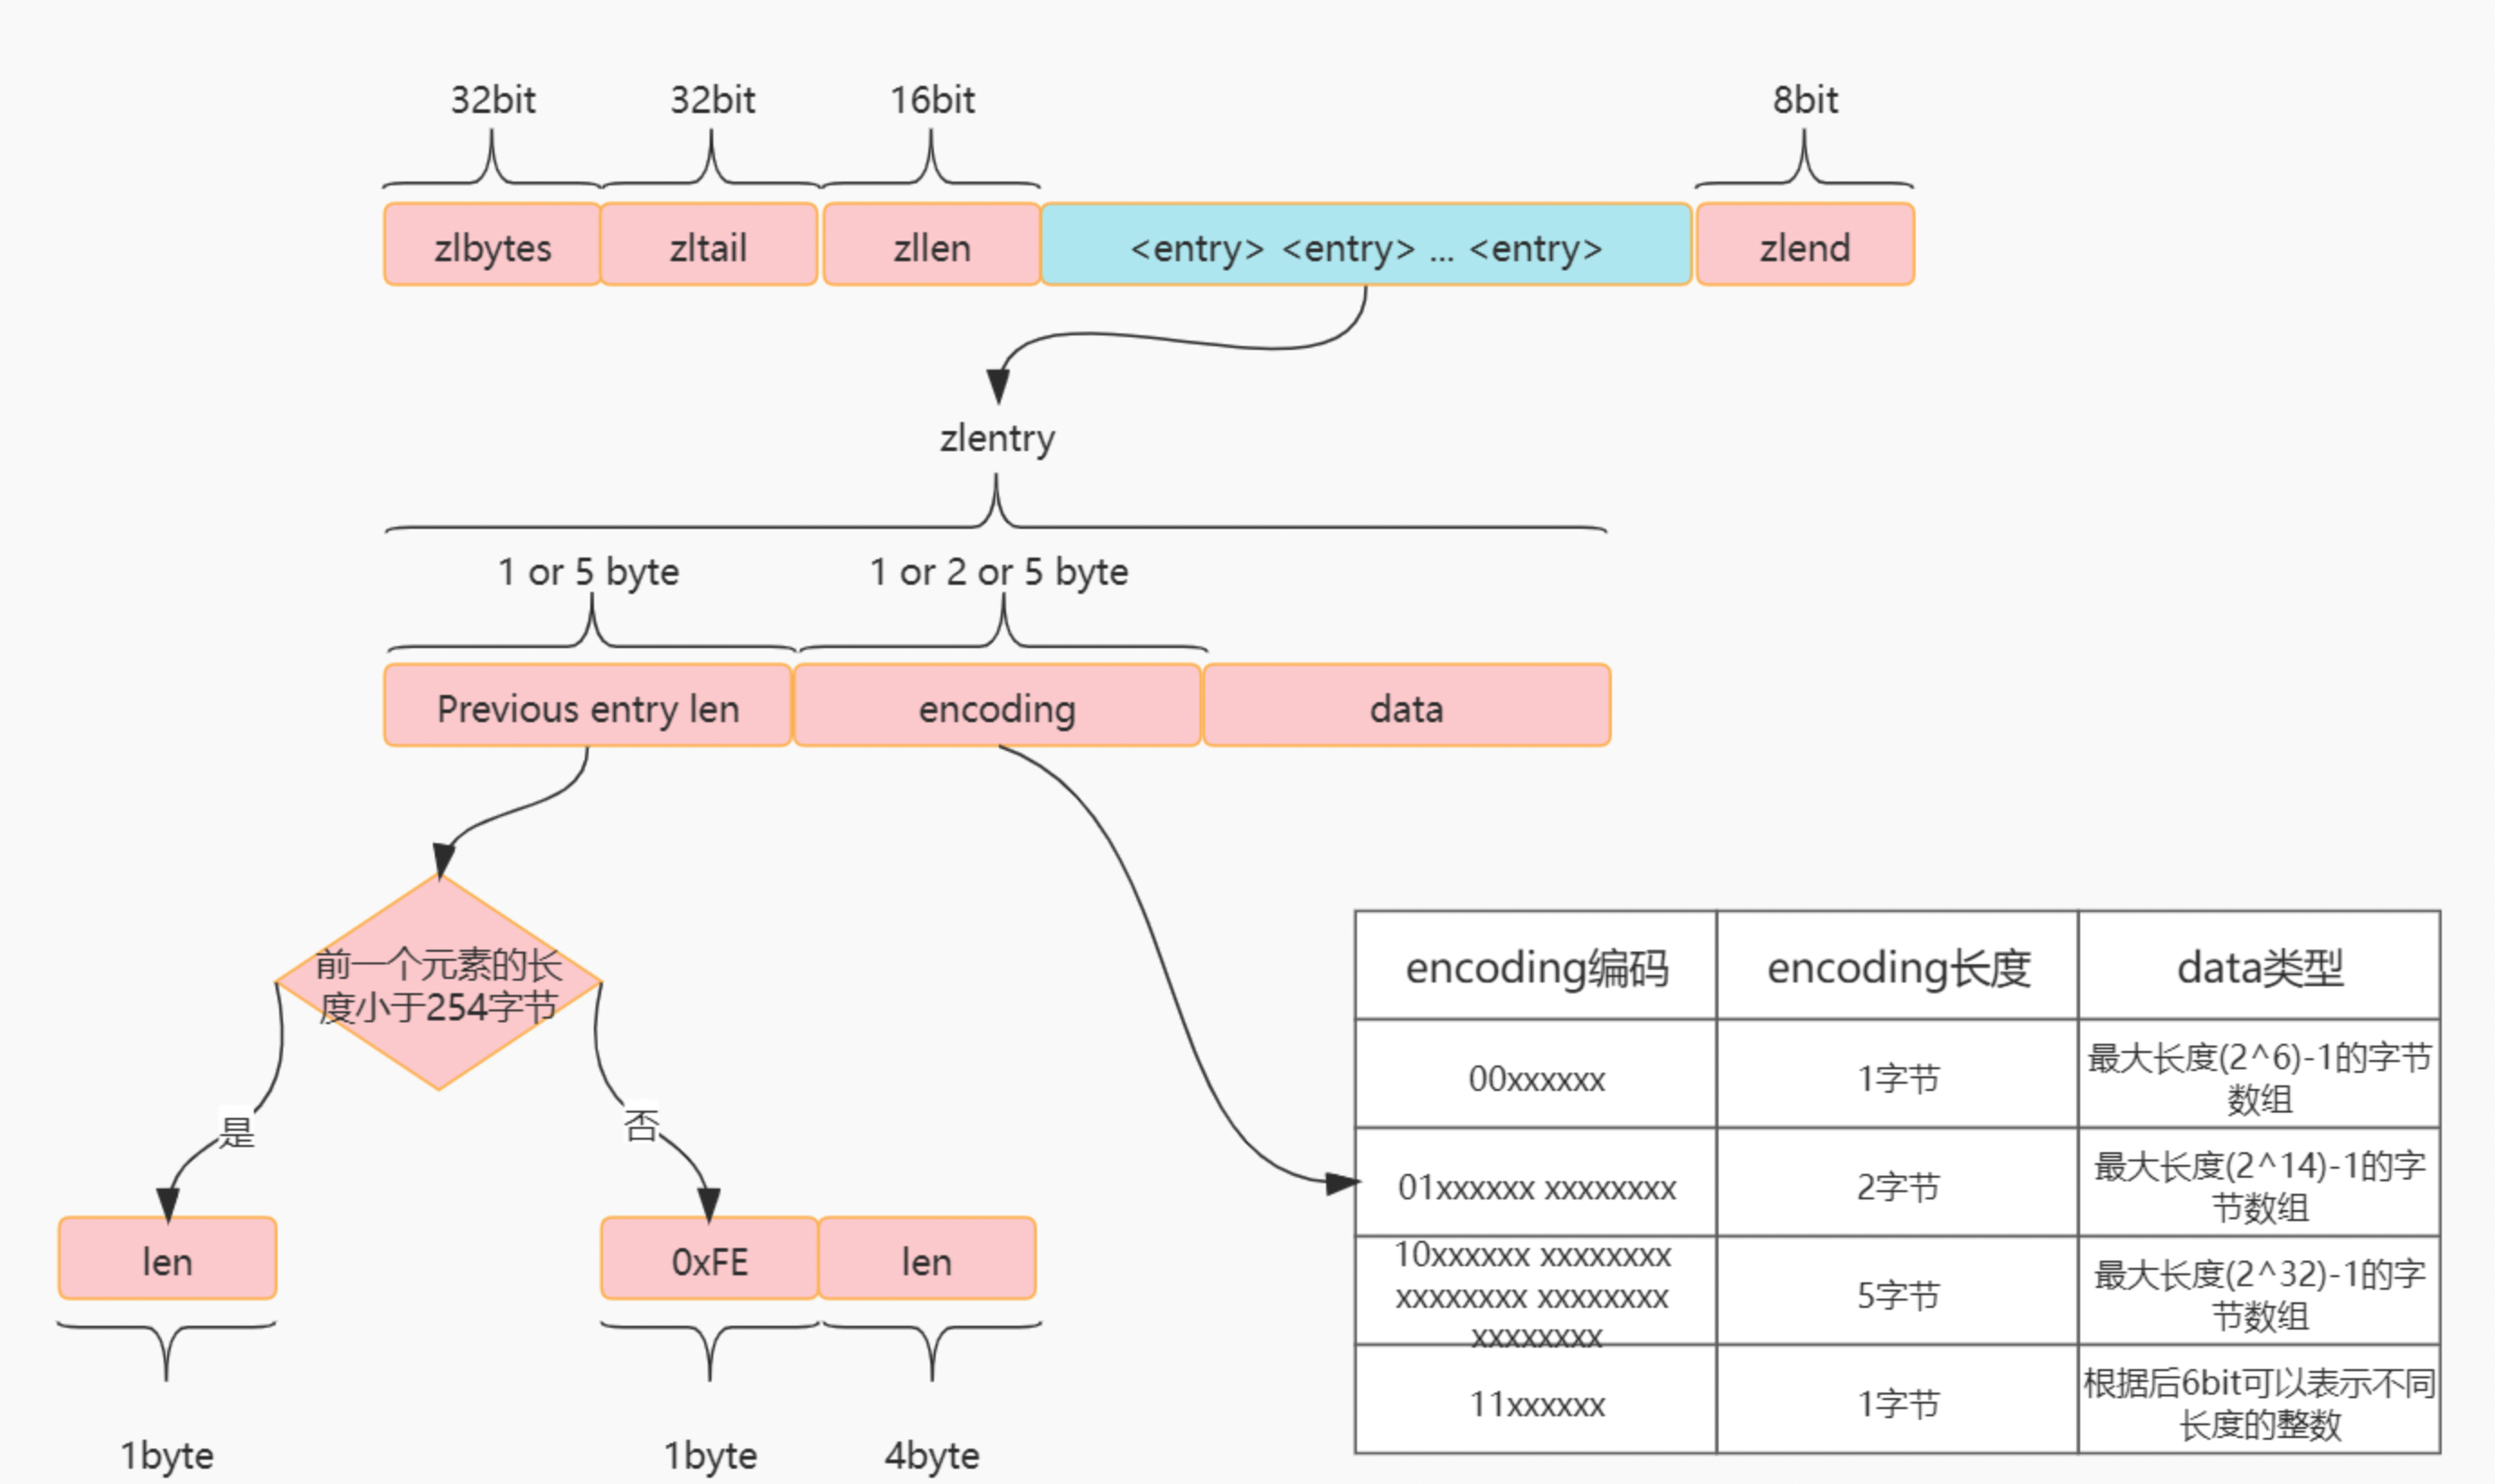 32bit
32bit
16bit
8bit
zlbytes
zltail
zllen
<entry> <entry> ... <entry>
zlend
zlentry
1 or 5 byte
1 or 2 or 5 byte
Previous entry len
encoding
data
前一个元素的长
度小于254字节
是
否
len
0xFE
len
1byte
1byte
4byte
encoding编码
encoding长度
data类型
00xxxxxx
1字节
最大长度(2^6)-1的字节
数组
01xxxxxx xxxxxxxx
2字节
最大长度(2^14)-1的字
节数组
10xxxxxx xxxxxxxx
xxxxxxxx xxxxxxxx
xxxxxxxx
5字节
最大长度(2^32)-1的字
节数组
11xxxxxx
1字节
根据后6bit可以表示不同
长度的整数